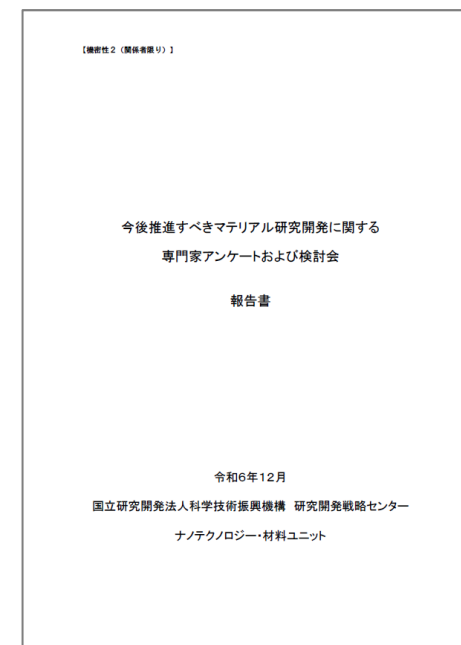 【機密性2（関係者限り）】
今後推進すべきマテリアル研究開発に関する
専門家アンケートおよび検討会
報告書
令和6年12月
国立研究開発法人科学技術振興機構 研究開発戦略センター
ナノテクノロジー・材料ユニット